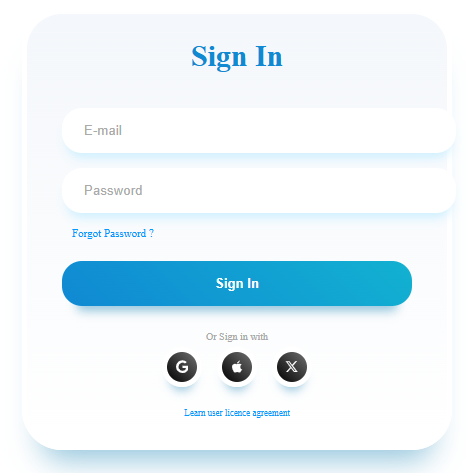 Sign In
E-mail
Password
Forgot Password ?
Sign In
Or Sign in with
Learn user licence agreement